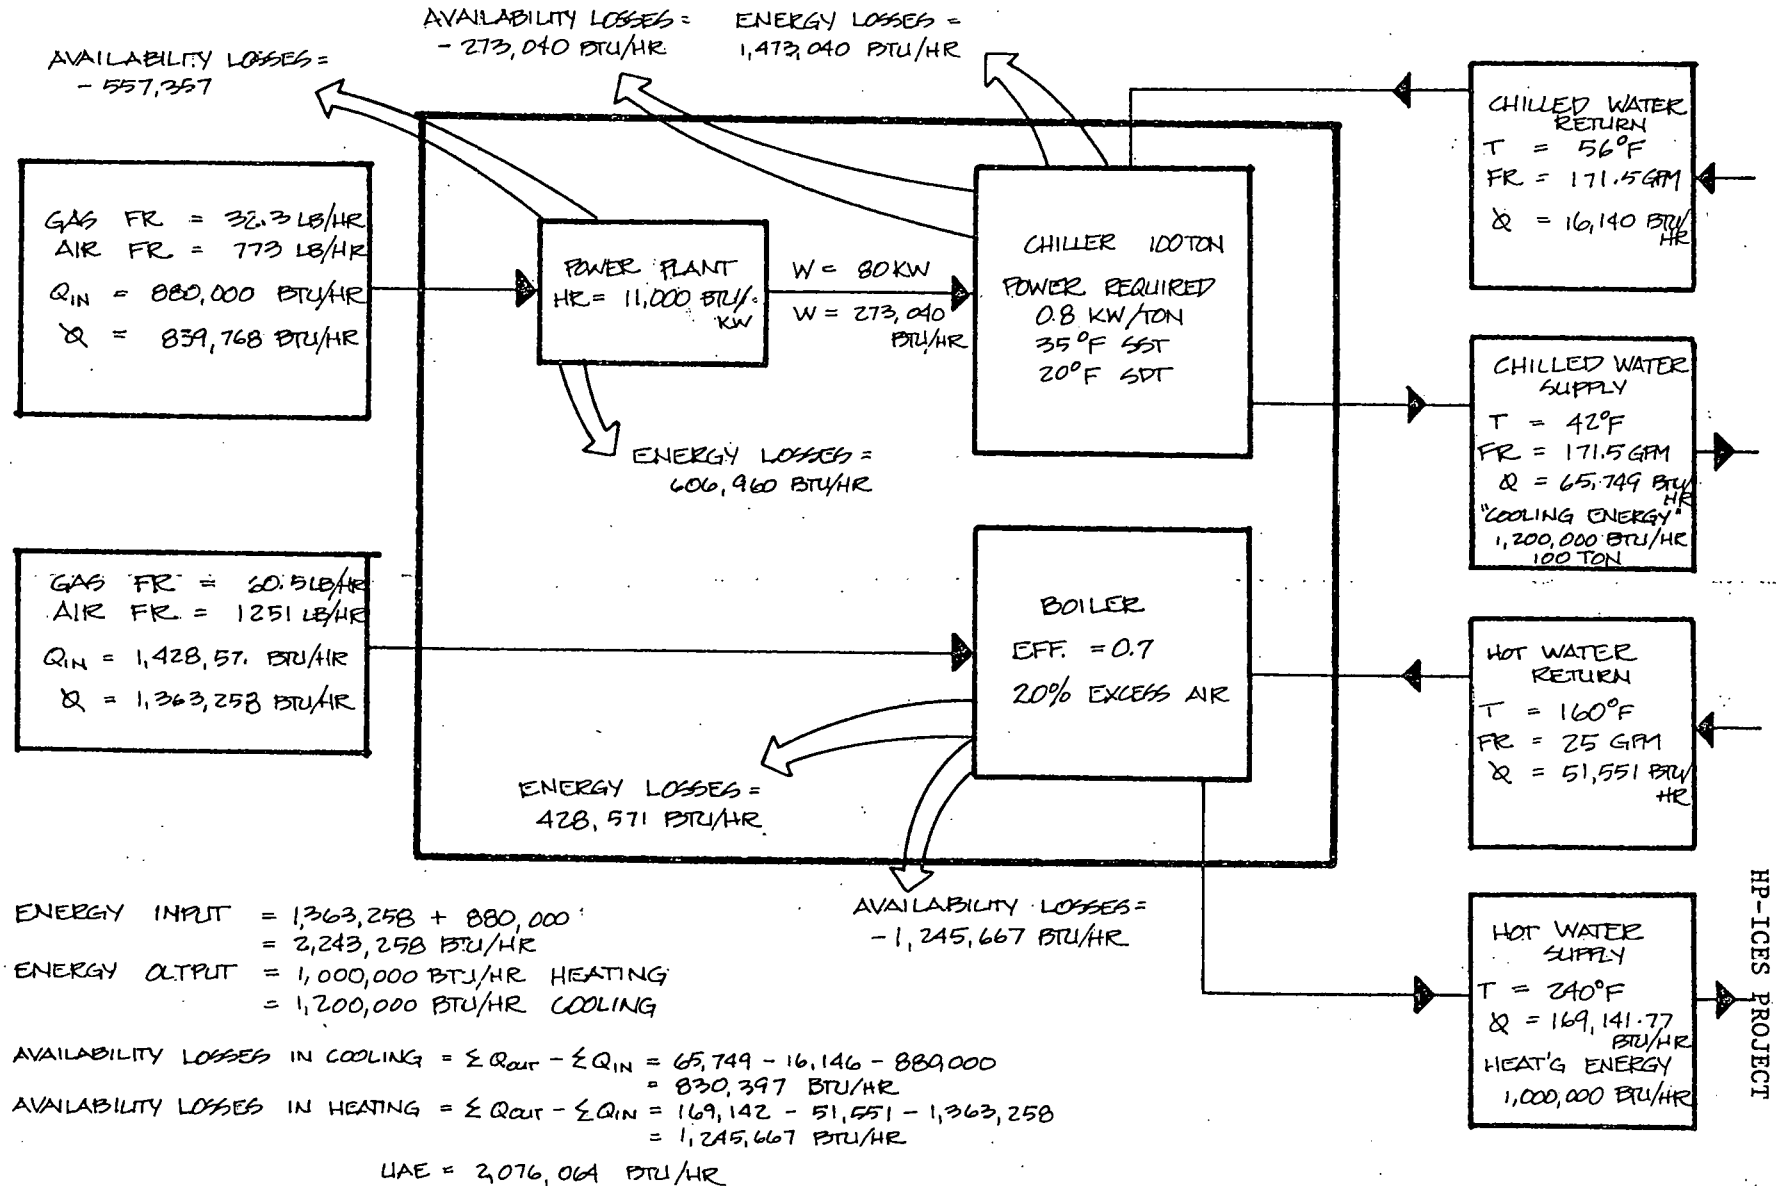 AVAILABILITY LOSSES =
- 273,040 BTU/HR
ENERGY LOSSES =
1,473,040 BTU/HR
AVAILABILITY LOSSES =
- 557,357
GAS FR = 32.3 LB/HR
AIR FR. = 773 LB/HR
QIN = 880,000 BTU/HR
Q = 839,768 BTU/HR
POWER PLANT
HR = 11,000 BTU/
KW
W = 80 KW
W = 273,040
BTU/HR
ENERGY LOSSES =
606,960 BTU/HR
CHILLER 100 TON
POWER REQUIRED
0.8 KW/TON
35°F SST
20°F SDT
CHILLED WATER
RETURN
T = 56°F
FR = 171.5 GPM
Q = 16,140 BTU/
HR
CHILLED WATER
SUPPLY
T = 42°F
FR = 171.5 GPM
Q = 65,749 BTU/
HR
"COOLING ENERGY"
1,200,000 BTU/HR
100 TON
GAS FR = 60.5 LB/HR
AIR FR. = 1251 LB/HR
QIN = 1,428,57. BTU/HR
Q = 1,363,258 BTU/HR
BOILER
EFF. = 0.7
20% EXCESS AIR
ENERGY LOSSES =
428,571 BTU/HR
AVAILABILITY LOSSES =
- 1,245,667 BTU/HR
HOT WATER
RETURN
T = 160°F
FR = 25 GPM
Q = 51,551 BTU/
HR
HOT WATER
SUPPLY
T = 240°F
Q = 169,141.77
BTU/HR
HEAT'G ENERGY
1,000,000 BTU/HR
ENERGY INPUT = 1,363,258 + 880,000
= 2,243,258 BTU/HR
ENERGY OUTPUT = 1,000,000 BTU/HR HEATING
= 1,200,000 BTU/HR COOLING
AVAILABILITY LOSSES IN COOLING = Σ Qout - Σ QIN = 65,749 - 16,146 - 880,000
= 830,397 BTU/HR
AVAILABILITY LOSSES IN HEATING = Σ Qout - Σ QIN = 169,142 - 51,551 - 1,363,258
= 1,245,667 BTU/HR
UAE = 2,076,064 BTU/HR
HP-ICES PROJECT